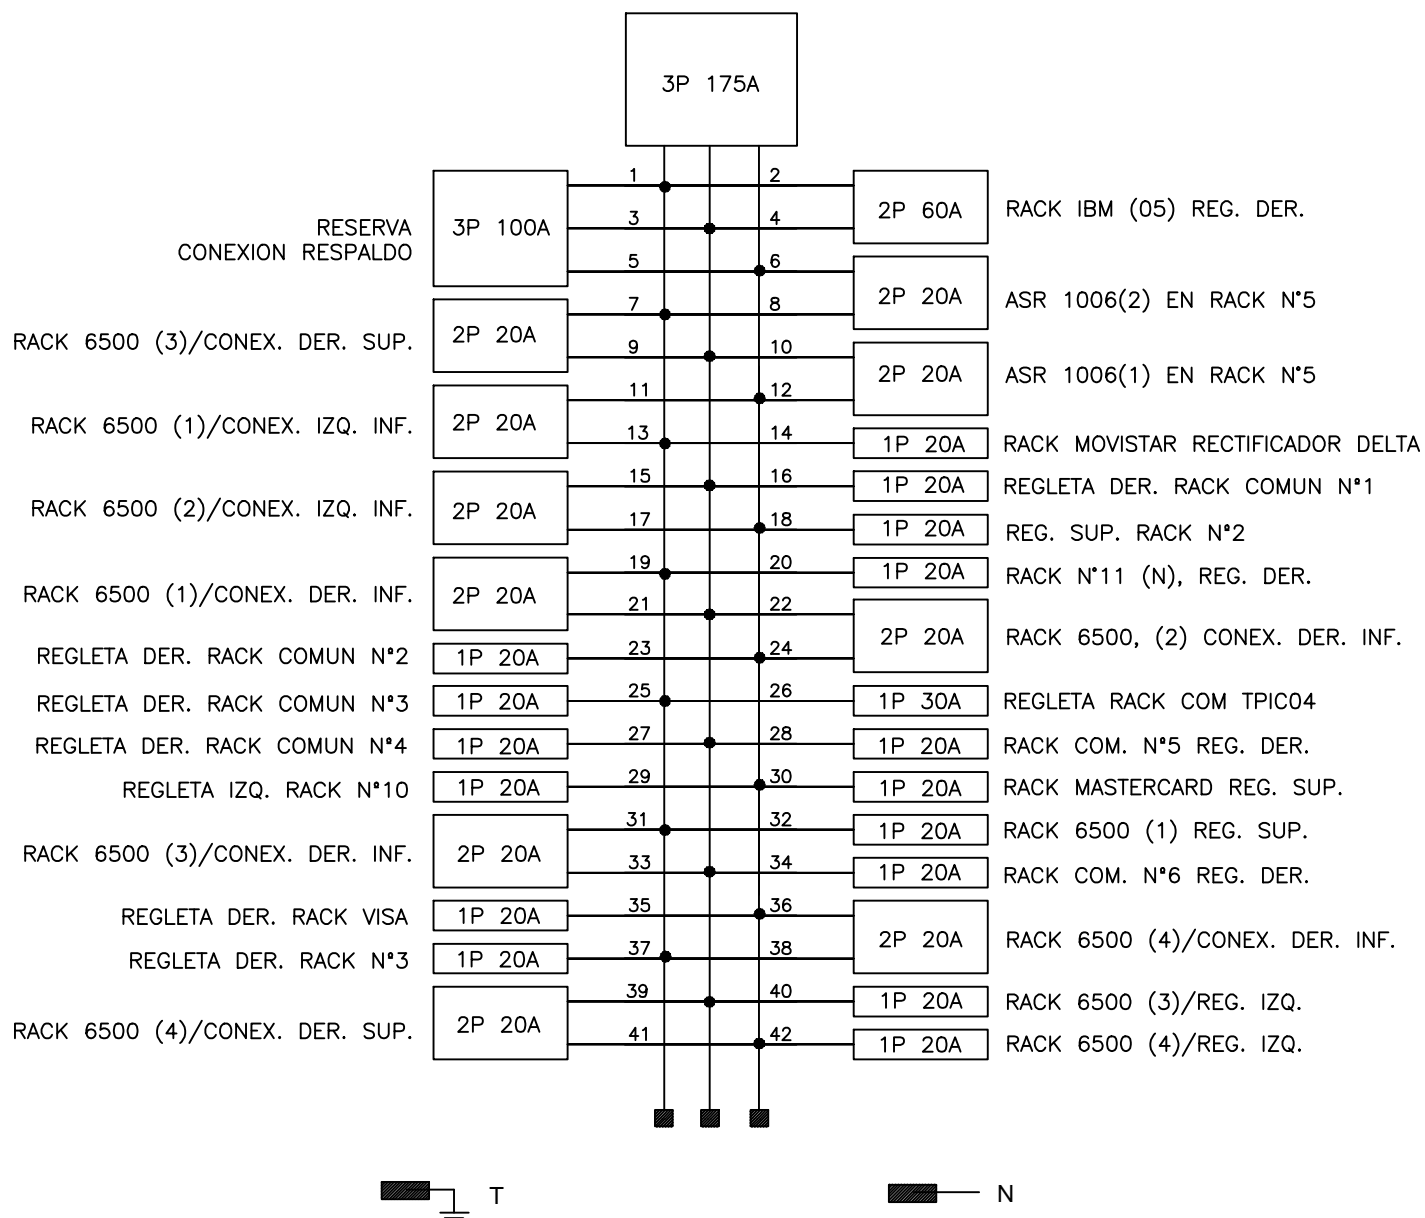 3P 175A
1
2
RESERVA
CONEXION RESPALDO
3P 100A
3
4
2P 60A
RACK IBM (05) REG. DER.
5
6
2P 20A
ASR 1006(2) EN RACK N°5
7
8
RACK 6500 (3)/CONEX. DER. SUP.
2P 20A
9
10
2P 20A
ASR 1006(1) EN RACK N°5
11
12
RACK 6500 (1)/CONEX. IZQ. INF.
2P 20A
13
14
1P 20A
RACK MOVISTAR RECTIFICADOR DELTA
15
16
1P 20A
REGLETA DER. RACK COMUN Nª1
RACK 6500 (2)/CONEX. IZQ. INF.
2P 20A
17
18
1P 20A
REG. SUP. RACK Nª2
19
20
1P 20A
RACK N°11 (N), REG. DER.
RACK 6500 (1)/CONEX. DER. INF.
2P 20A
21
22
2P 20A
RACK 6500, (2) CONEX. DER. INF.
REGLETA DER. RACK COMUN Nª2
1P 20A
23
24
REGLETA DER. RACK COMUN Nª3
1P 20A
25
26
1P 30A
REGLETA RACK COM TPIC04
REGLETA DER. RACK COMUN Nª4
1P 20A
27
28
1P 20A
RACK COM. Nª5 REG. DER.
REGLETA IZQ. RACK Nª10
1P 20A
29
30
1P 20A
RACK MASTERCARD REG. SUP.
31
32
1P 20A
RACK 6500 (1) REG. SUP.
RACK 6500 (3)/CONEX. DER. INF.
2P 20A
33
34
1P 20A
RACK COM. Nª6 REG. DER.
REGLETA DER. RACK VISA
1P 20A
35
36
2P 20A
RACK 6500 (4)/CONEX. DER. INF.
REGLETA DER. RACK Nª3
1P 20A
37
38
39
40
1P 20A
RACK 6500 (3)/REG. IZQ.
RACK 6500 (4)/CONEX. DER. SUP.
2P 20A
41
42
1P 20A
RACK 6500 (4)/REG. IZQ.
T
N